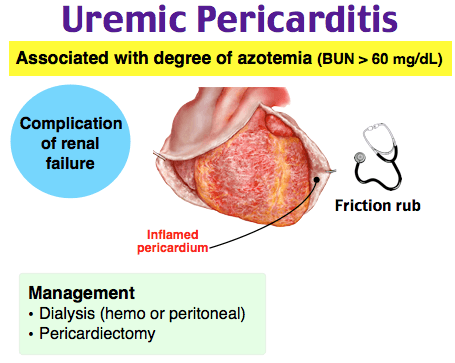 Uremic Pericarditis
Associated with degree of azotemia (BUN > 60 mg/dL)
Complication
of renal
failure
Friction rub
Inflamed
pericardium
Management
• Dialysis (hemo or peritoneal)
• Pericardiectomy